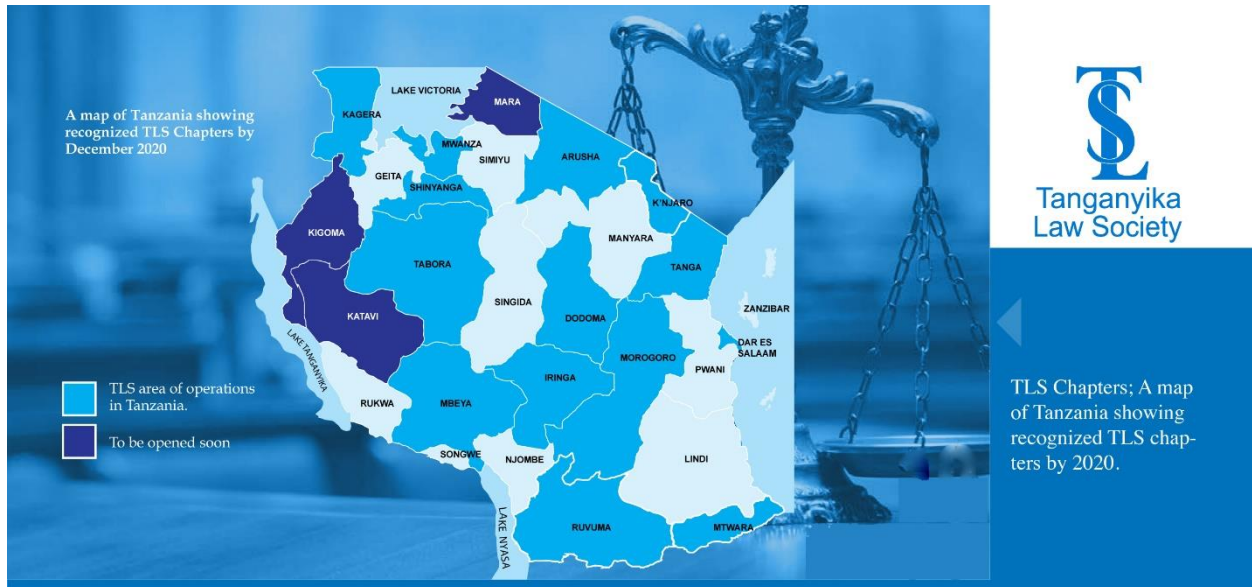 A map of Tanzania showing
recognized TLS Chapters by
December 2020
LAKE VICTORIA
MARA
KAGERA
MWANZA
SIMIYU
ARUSHA
GEITA
SHINYANGA
K'NJARO
KIGOMA
MANYARA
TABORA
TANGA
SINGIDA
ZANZIBAR
KATAVI
DODOMA
DAR ES
SALAAM
MOROGORO
PWANI
LAKE TANGANYIKA
IRINGA
RUKWA
MBEYA
SONGWE
NJOMBE
LINDI
LAKE NYASA
RUVUMA
MTWARA
TLS area of operations
in Tanzania.
To be opened soon
TLS
Tanganyika
Law Society
TLS Chapters; A map
of Tanzania showing
recognized TLS chap-
ters by 2020.